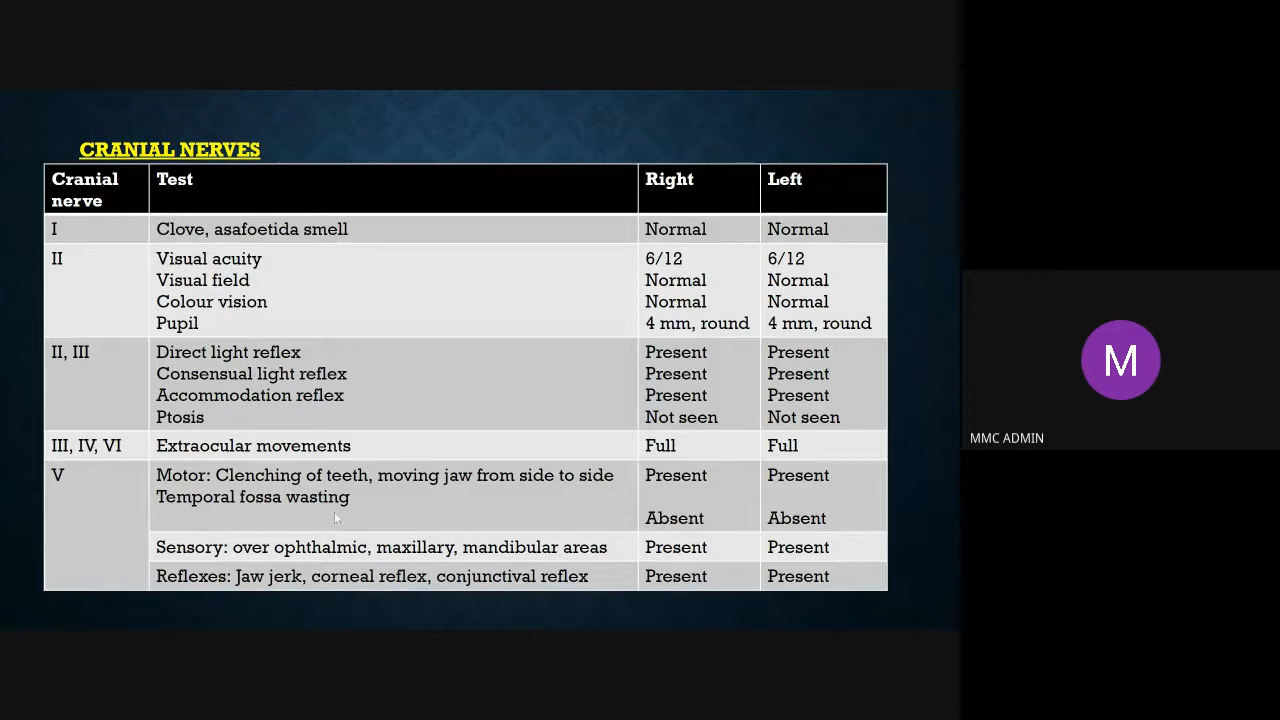 CRANIAL NERVES
Cranial nerve Test Right Left
I Clove, asafoetida smell Normal Normal
II Visual acuity 6/12 6/12
Visual field Normal Normal
Colour vision Normal Normal
Pupil 4 mm, round 4 mm, round
II, III Direct light reflex Present Present
Consensual light reflex Present Present
Accommodation reflex Present Present
Ptosis Not seen Not seen
III, IV, VI Extraocular movements Full Full
V Motor: Clenching of teeth, moving jaw from side to side Present Present
Temporal fossa wasting
Absent Absent
Sensory: over ophthalmic, maxillary, mandibular areas Present Present
Reflexes: Jaw jerk, corneal reflex, conjunctival reflex Present Present
M
MMC ADMIN